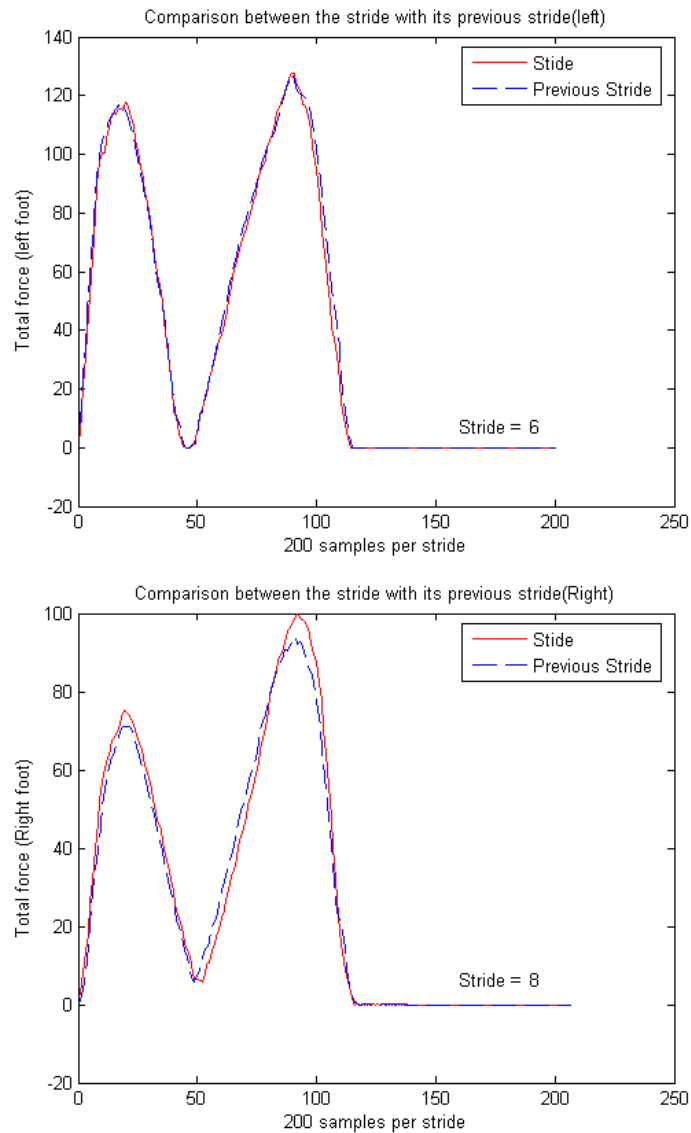 Comparison between the stride with its previous stride(left)
140
120
100
80
60
40
20
0
-20
Total force (left foot)
Stide
Previous Stride
Stride = 6
0 50 100 150 200 250
200 samples per stride
Comparison between the stride with its previous stride(Right)
100
80
60
40
20
0
-20
Total force (Right foot)
Stide
Previous Stride
Stride = 8
0 50 100 150 200 250
200 samples per stride